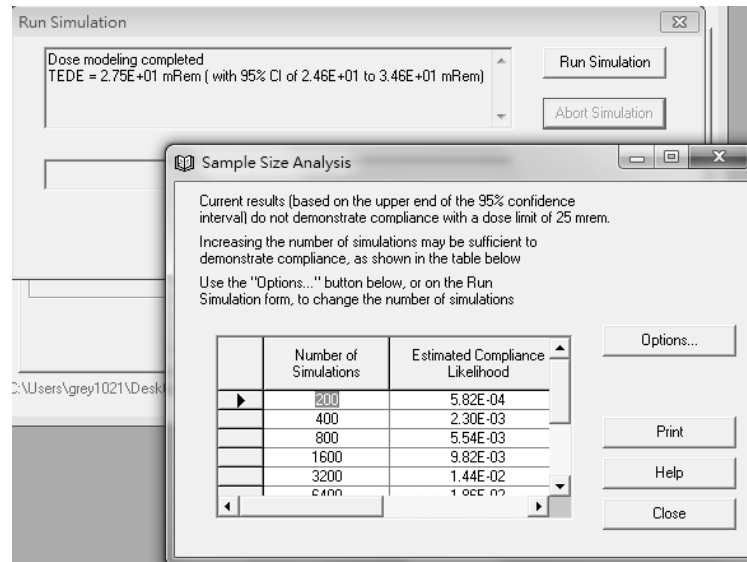 Run Simulation
Dose modeling completed
TEDE = 2.75E+01 mRem ( with 95% CI of 2.46E+01 to 3.46E+01 mRem)
Run Simulation
Abort Simulation
Sample Size Analysis
Current results (based on the upper end of the 95% confidence
interval) do not demonstrate compliance with a dose limit of 25 mrem.
Increasing the number of simulations may be sufficient to
demonstrate compliance, as shown in the table below
Use the "Options..." button below, or on the Run
Simulation form, to change the number of simulations
Options...
Number of Simulations Estimated Compliance Likelihood
200 5.82E-04
400 2.30E-03
800 5.54E-03
1600 9.82E-03
3200 1.44E-02
6400 1.86E-02
Print
Help
Close
C:\Users\grey1021\Desk